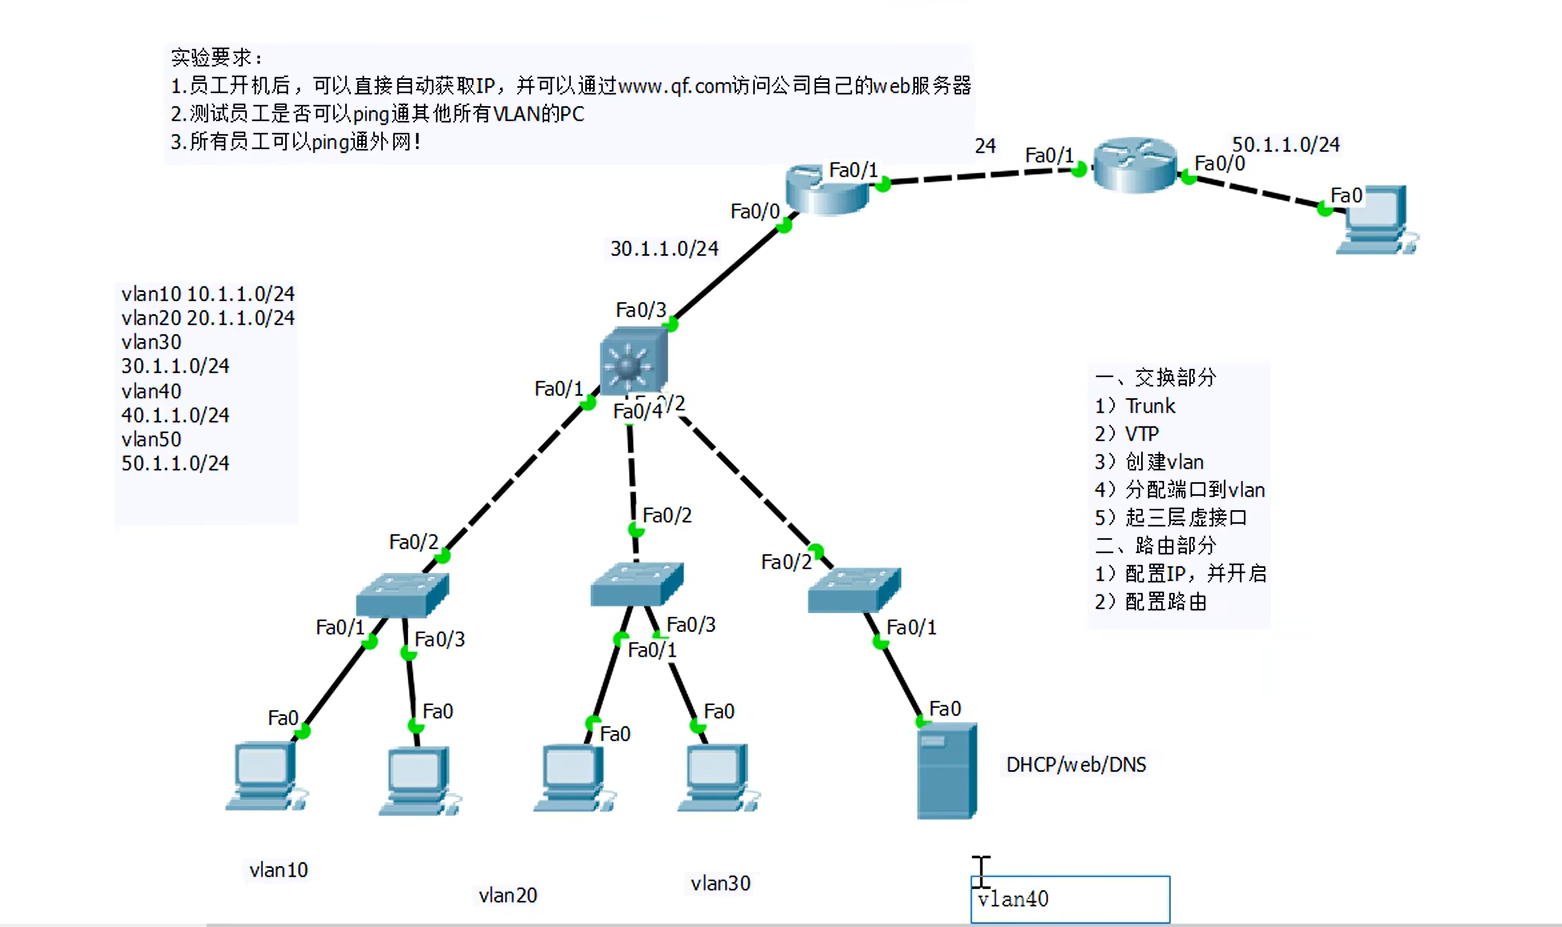 实验要求：
1.员工开机后，可以直接自动获取IP，并可以通过www.qf.com访问公司自己的web服务器
2.测试员工是否可以ping通其他所有VLAN的PC
3.所有员工可以ping通外网！
24
50.1.1.0/24
Fa0/1
Fa0/1
Fa0/0
Fa0
Fa0/0
30.1.1.0/24
Fa0/3
vlan10 10.1.1.0/24
vlan20 20.1.1.0/24
vlan30
30.1.1.0/24
vlan40
40.1.1.0/24
vlan50
50.1.1.0/24
Fa0/1
Fa0/4
/2
一、交换部分
1）Trunk
2）VTP
3）创建vlan
4）分配端口到vlan
5）起三层虚接口
二、路由部分
1）配置IP，并开启
2）配置路由
Fa0/2
Fa0/2
Fa0/2
Fa0/1
Fa0/3
Fa0/3
Fa0/1
Fa0/1
Fa0
Fa0
Fa0
Fa0
Fa0
DHCP/web/DNS
vlan10
vlan20
vlan30
vlan40